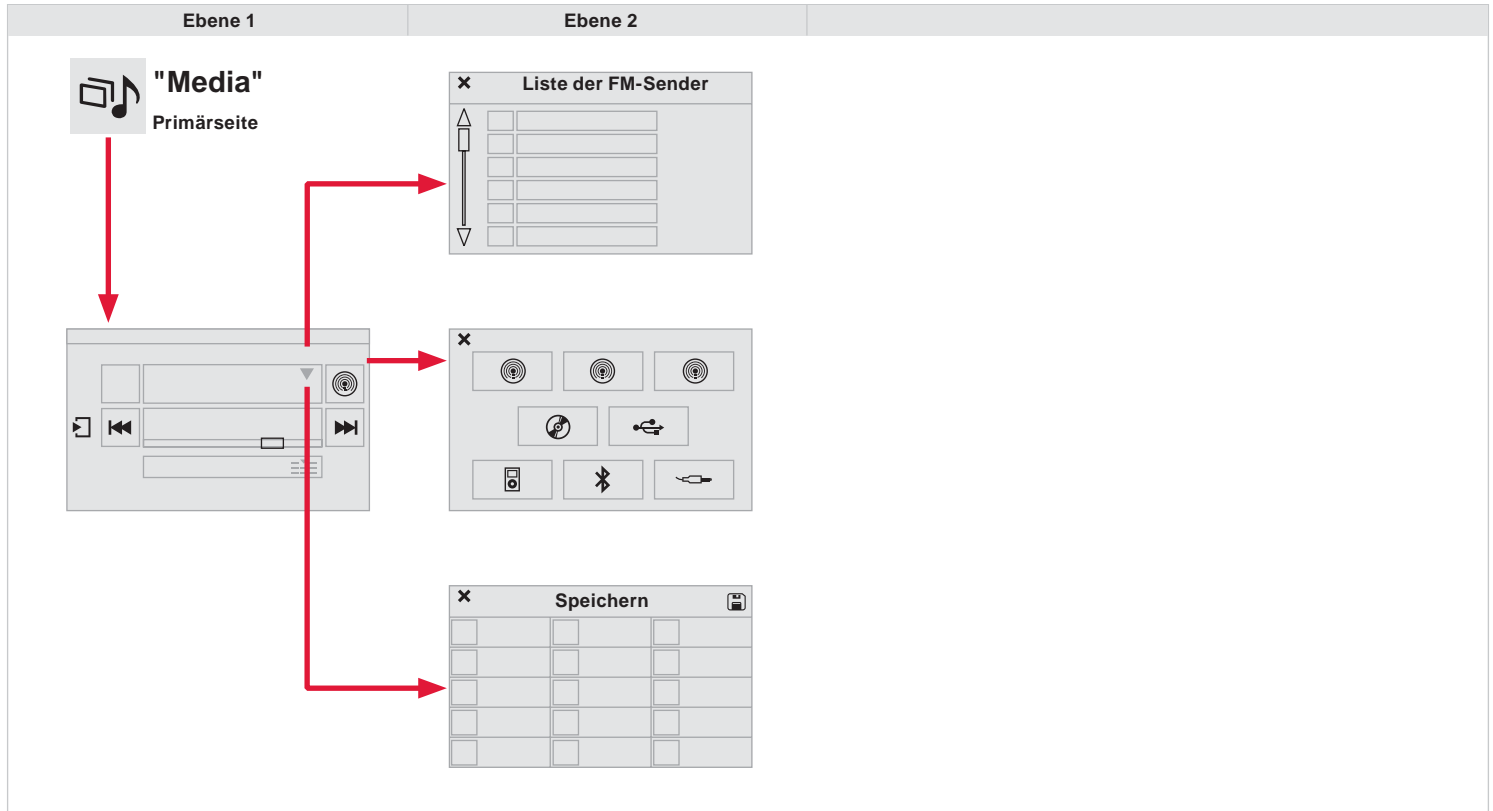 Ebene 1
Ebene 2
"Media"
Primärseite
Liste der FM-Sender
Speichern